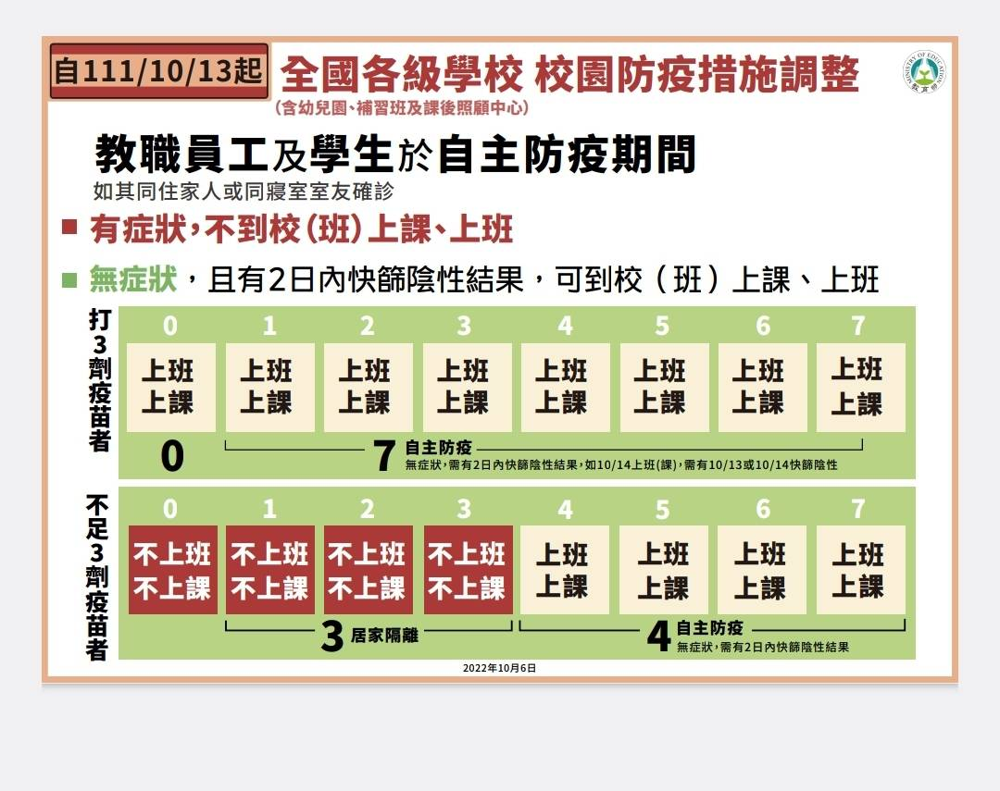 自111/10/13起
全國各級學校 校園防疫措施調整
(含幼兒園、補習班及課後照顧中心)
MINISTRY OF EDUCATION
教育部
教職員工及學生於自主防疫期間
如其同住家人或同寢室室友確診
有症狀,不到校(班)上課、上班
無症狀,且有2日內快篩陰性結果,可到校(班)上課、上班
打3劑疫苗者
0 1 2 3 4 5 6 7
上班 上班 上班 上班 上班 上班 上班 上班
上課 上課 上課 上課 上課 上課 上課 上課
0 7 自主防疫
無症狀,需有2日內快篩陰性結果,如10/14上班(課),需有10/13或10/14快篩陰性
不足3劑疫苗者
0 1 2 3 4 5 6 7
不上班 不上班 不上班 不上班 上班 上班 上班 上班
不上課 不上課 不上課 不上課 上課 上課 上課 上課
3 居家隔離 4 自主防疫
無症狀,需有2日內快篩陰性結果
2022年10月6日